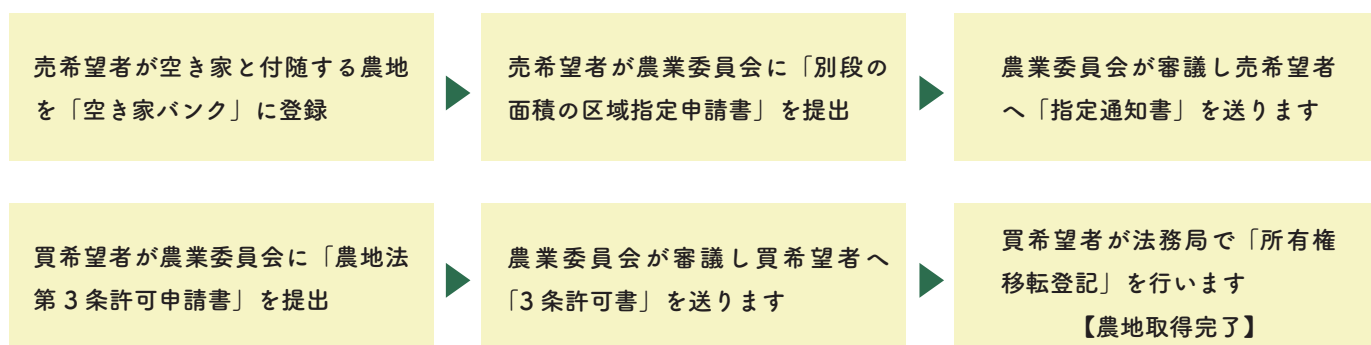 売希望者が空き家と付随する農地
を「空き家バンク」に登録
売希望者が農業委員会に「別段の
面積の区域指定申請書」を提出
農業委員会が審議し売希望者
へ「指定通知書」を送ります
買希望者が農業委員会に「農地法
第3条許可申請書」を提出
農業委員会が審議し買希望者へ
「3条許可書」を送ります
買希望者が法務局で「所有権
移転登記」を行います
【農地取得完了】